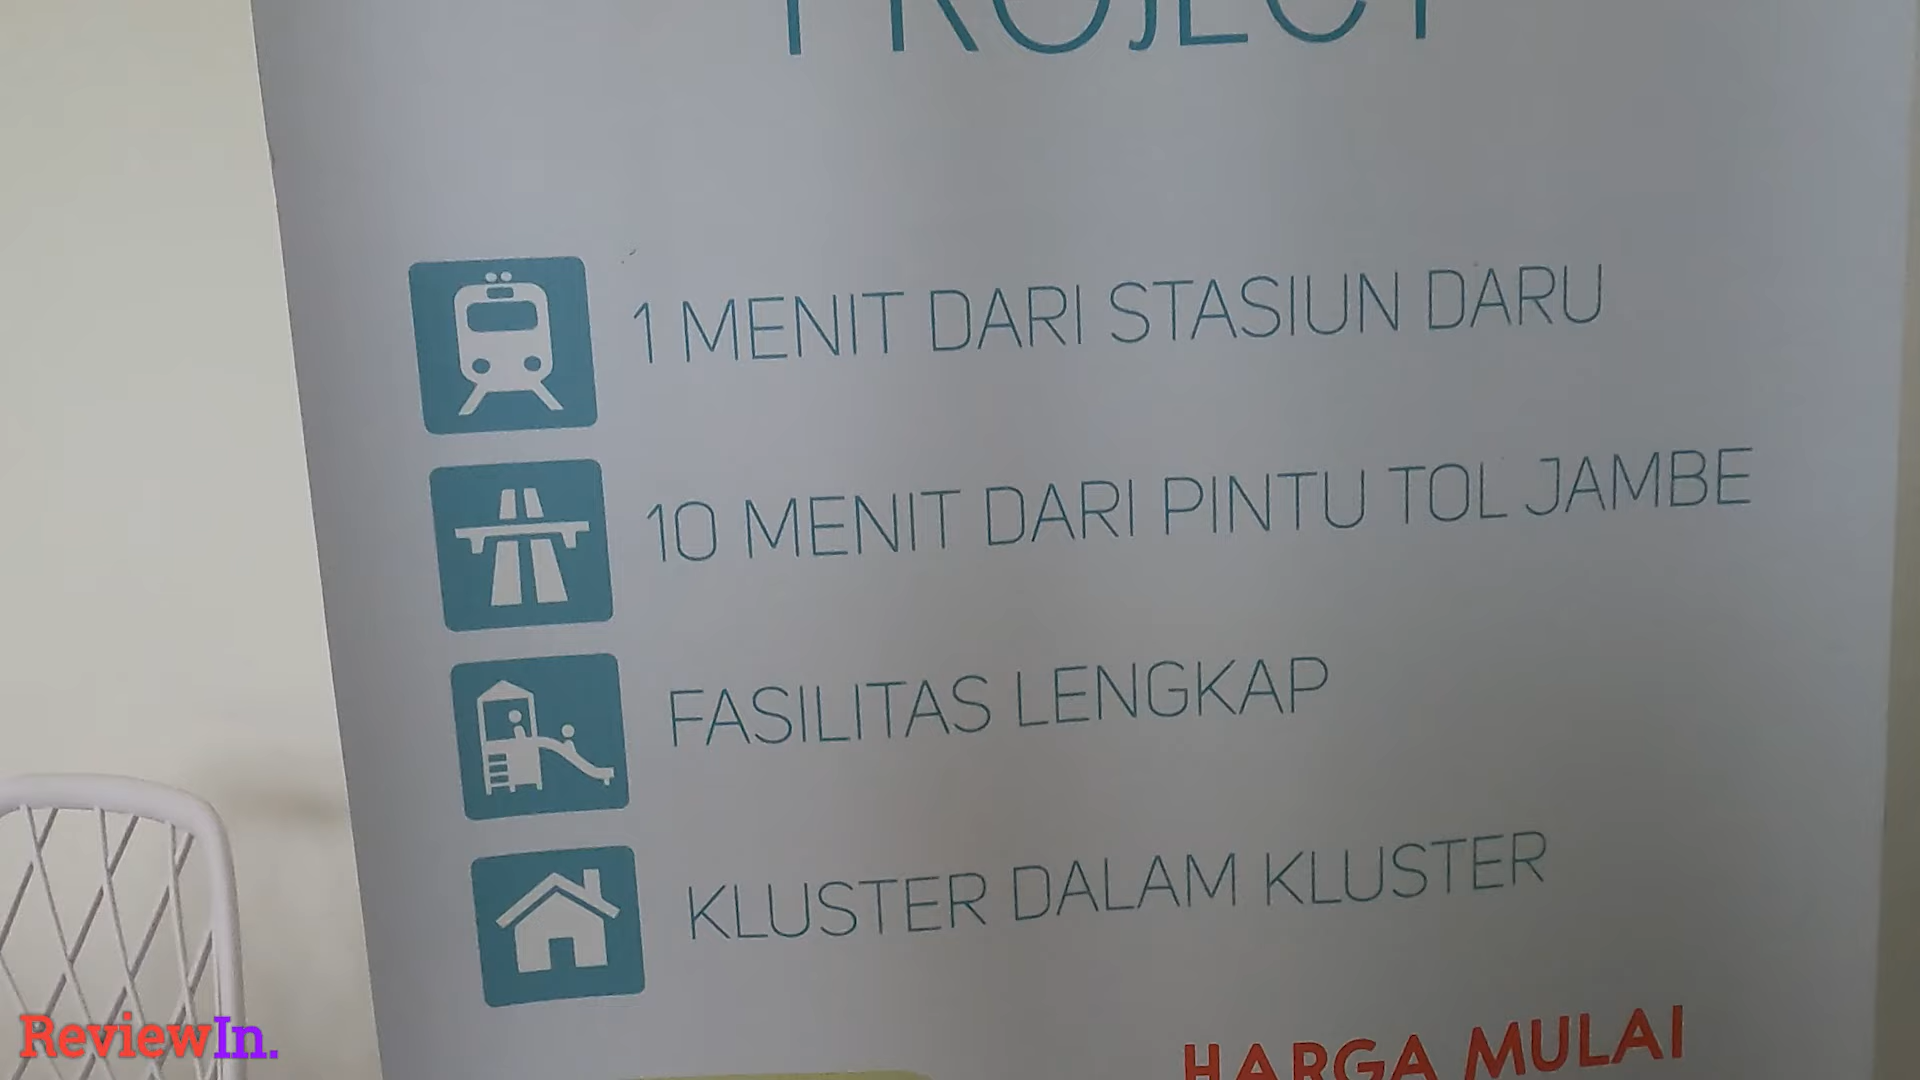 PROJECT
1 MENIT DARI STASIUN DARU
10 MENIT DARI PINTU TOL JAMBE
FASILITAS LENGKAP
KLUSTER DALAM KLUSTER
HARGA MULAI
ReviewIn.